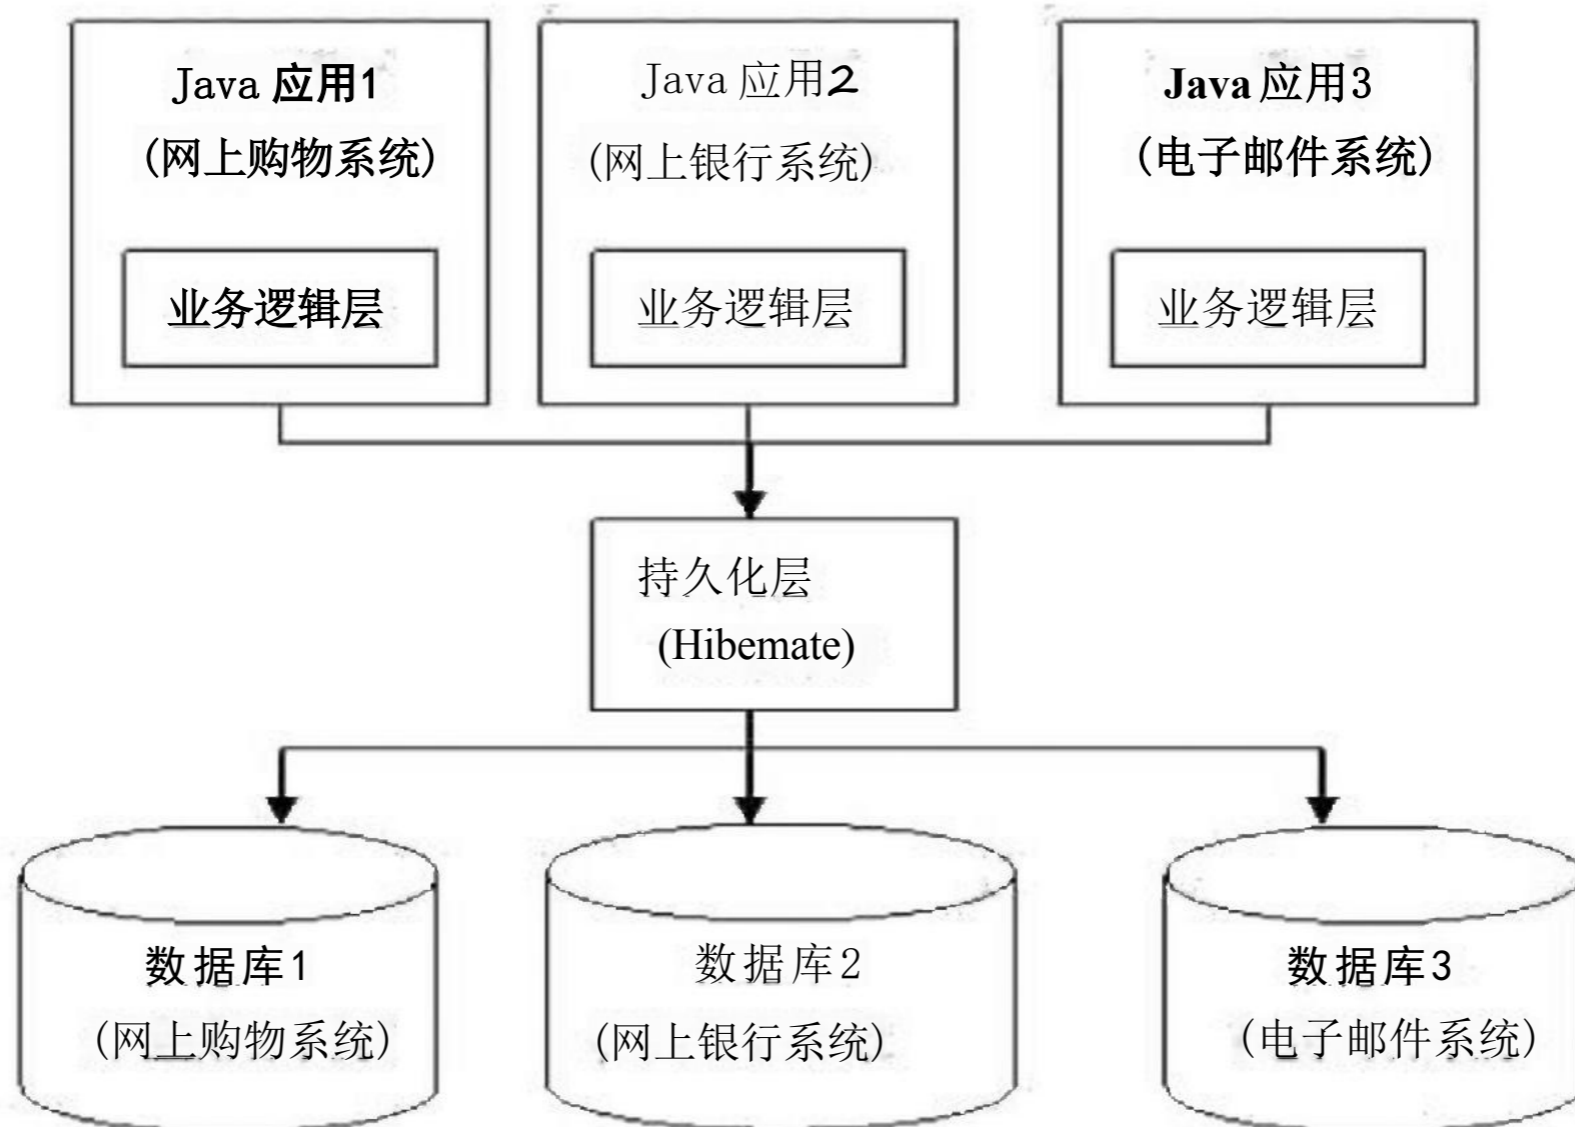 Java 应用1
(网上购物系统)
业务逻辑层
Java 应用2
(网上银行系统)
业务逻辑层
Java 应用3
(电子邮件系统)
业务逻辑层
持久化层
(Hibemate)
数据库1
(网上购物系统)
数据库2
(网上银行系统)
数据库3
(电子邮件系统)